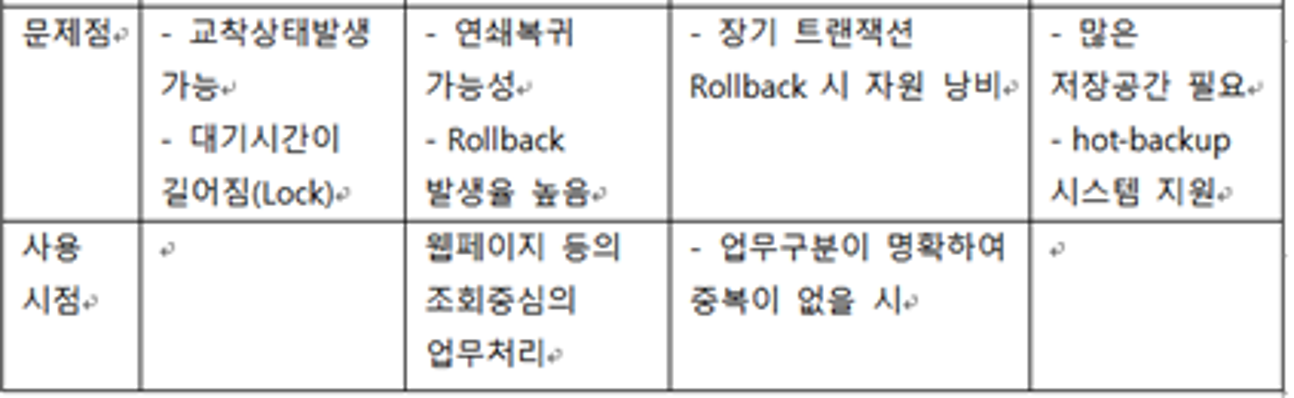 문제점
- 교착상태발생
가능
- 대기시간이
길어짐(Lock)
- 연쇄복귀
가능성
- Rollback
발생율 높음
- 장기 트랜잭션
Rollback 시 자원 낭비
- 많은
저장공간 필요
- hot-backup
시스템 지원
사용
시점
웹페이지 등의
조회중심의
업무처리
- 업무구분이 명확하여
중복이 없을 시